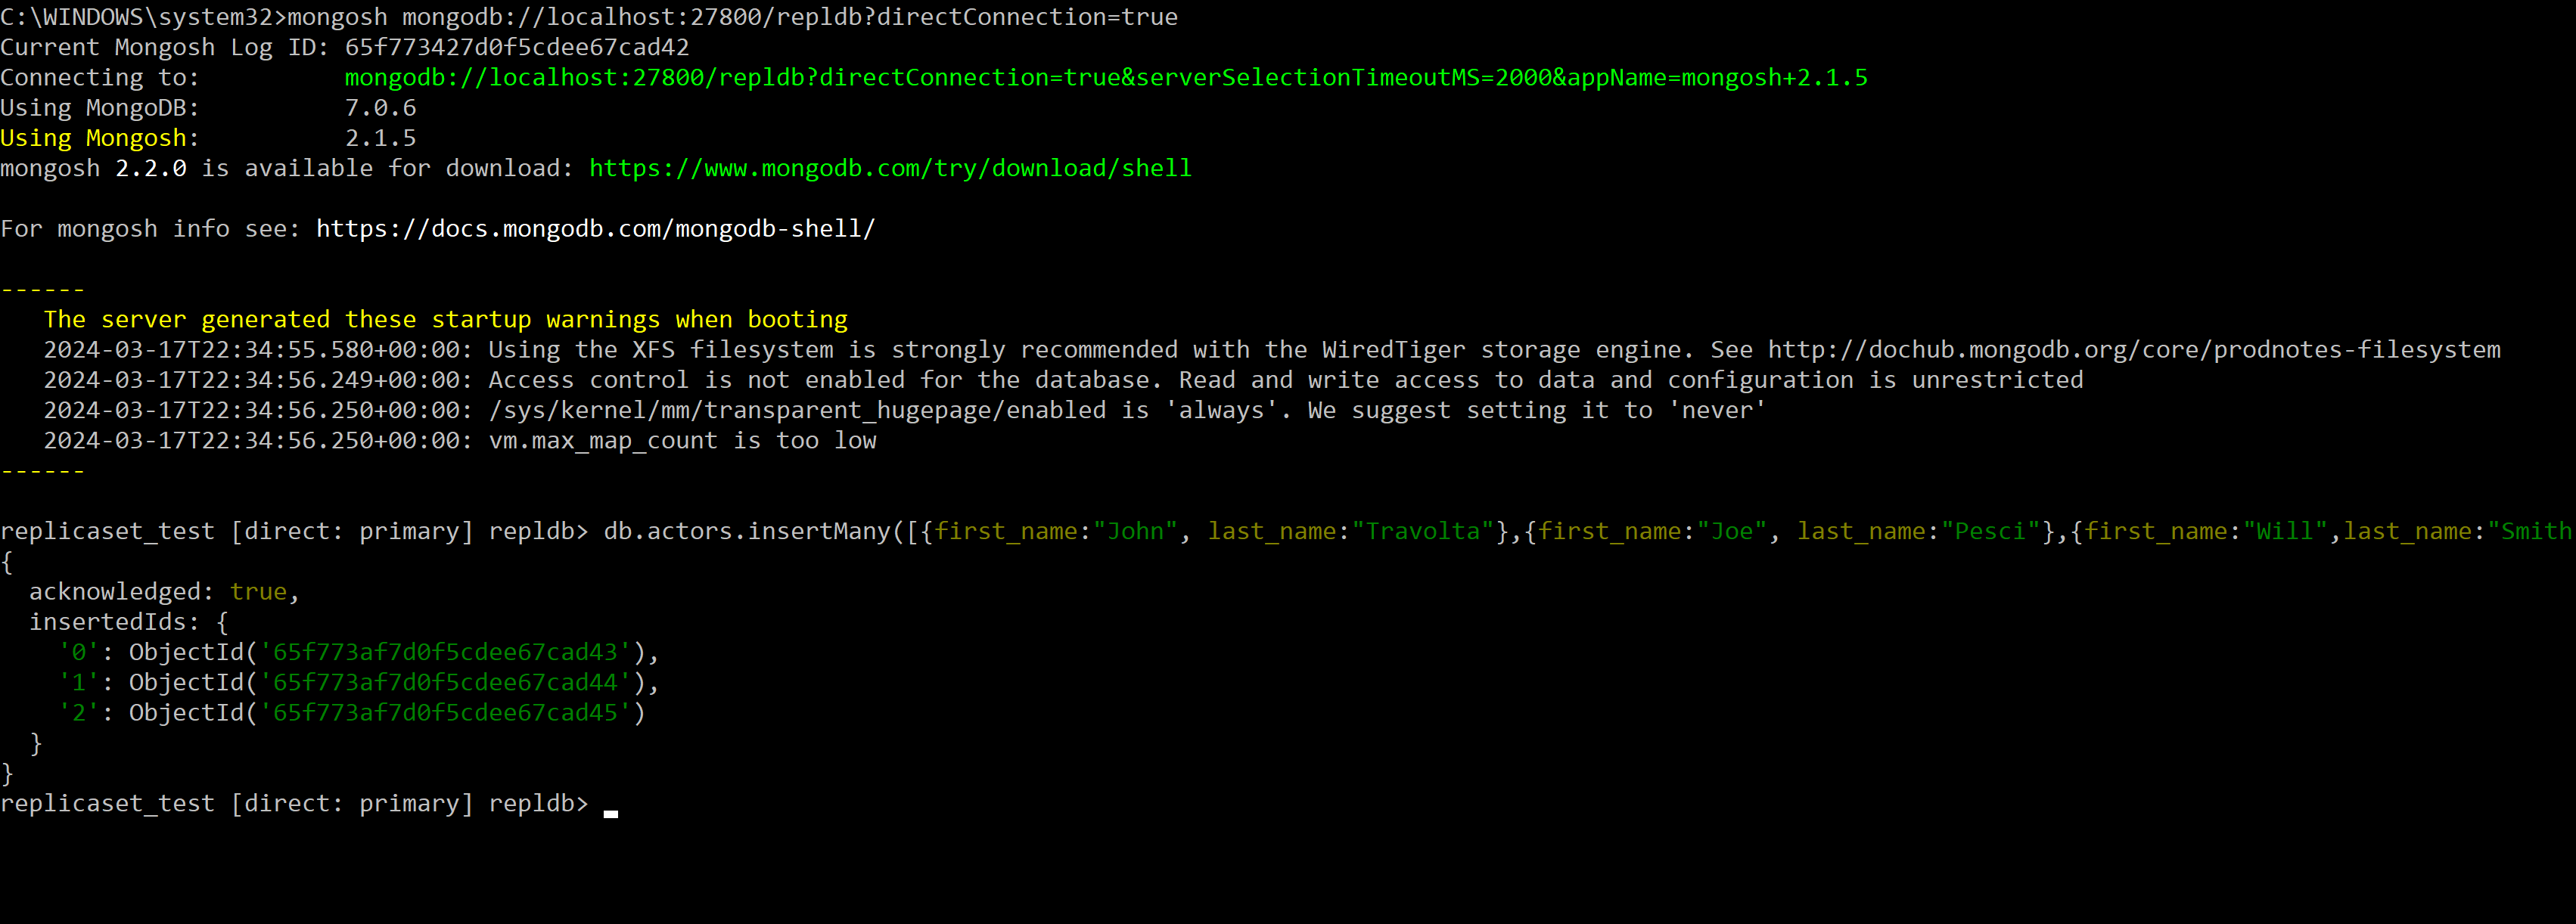 C:\WINDOWS\system32>mongosh mongodb://localhost:27800/repldb?directConnection=true
Current Mongosh Log ID: 65f773427d0f5cdee67cad42
Connecting to:          mongodb://localhost:27800/repldb?directConnection=true&serverSelectionTimeoutMS=2000&appName=mongosh+2.1.5
Using MongoDB:          7.0.6
Using Mongosh:          2.1.5
mongosh 2.2.0 is available for download: https://www.mongodb.com/try/download/shell
For mongosh info see: https://docs.mongodb.com/mongodb-shell/
------
   The server generated these startup warnings when booting
   2024-03-17T22:34:55.580+00:00: Using the XFS filesystem is strongly recommended with the WiredTiger storage engine. See http://dochub.mongodb.org/core/prodnotes-filesystem
   2024-03-17T22:34:56.249+00:00: Access control is not enabled for the database. Read and write access to data and configuration is unrestricted
   2024-03-17T22:34:56.250+00:00: /sys/kernel/mm/transparent_hugepage/enabled is 'always'. We suggest setting it to 'never'
   2024-03-17T22:34:56.250+00:00: vm.max_map_count is too low
------
replicaset_test [direct: primary] repldb> db.actors.insertMany([{first_name:"John", last_name:"Travolta"},{first_name:"Joe", last_name:"Pesci"},{first_name:"Will",last_name:"Smith
{
  acknowledged: true,
  insertedIds: {
    '0': ObjectId('65f773af7d0f5cdee67cad43'),
    '1': ObjectId('65f773af7d0f5cdee67cad44'),
    '2': ObjectId('65f773af7d0f5cdee67cad45')
  }
}
replicaset_test [direct: primary] repldb>